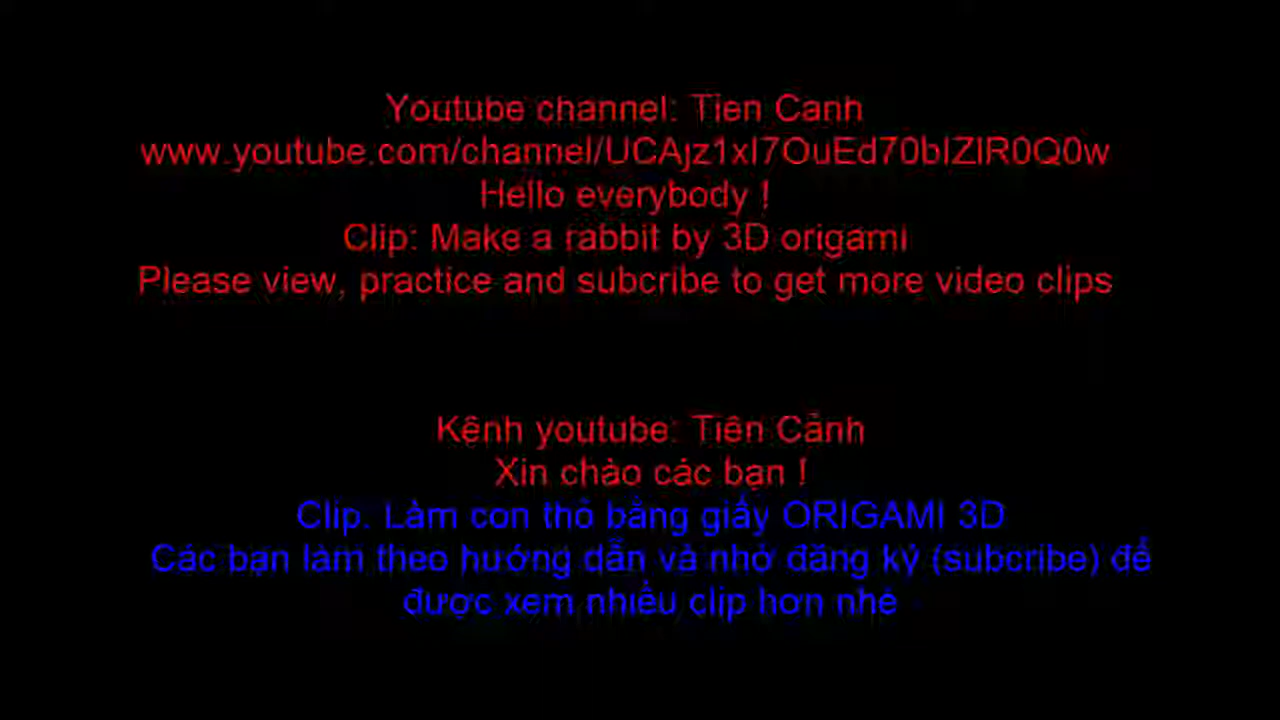 Youtube channel: Tien Canh
www.youtube.com/channel/UCAjz1xI7OuEd70bIZIR0Q0w
Hello everybody !
Clip: Make a rabbit by 3D origami
Please view, practice and subcribe to get more video clips
Kênh youtube: Tiên Cảnh
Xin chào các bạn !
Clip: Làm con thỏ bằng giấy ORIGAMI 3D
Các bạn làm theo hướng dẫn và nhớ đăng ký (subcribe) để
được xem nhiều clip hơn nhé